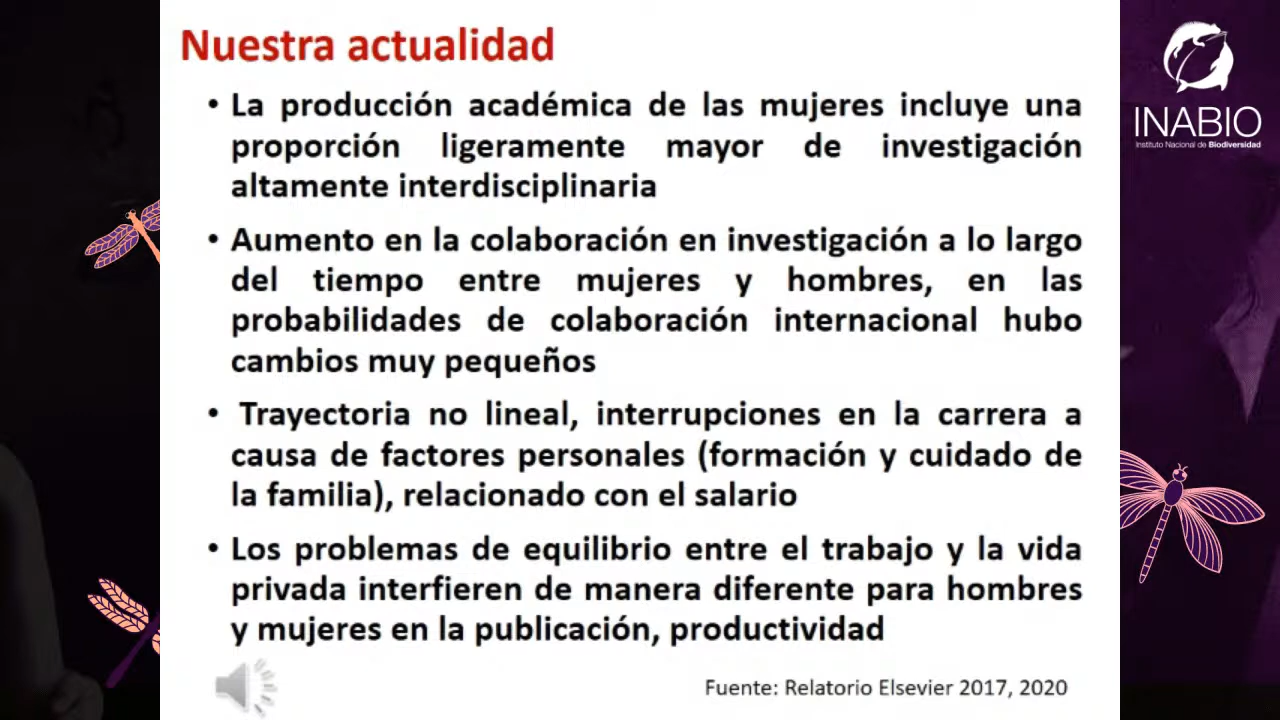 Nuestra actualidad
• La producción académica de las mujeres incluye una
proporción ligeramente mayor de investigación
altamente interdisciplinaria
• Aumento en la colaboración en investigación a lo largo
del tiempo entre mujeres y hombres, en las
probabilidades de colaboración internacional hubo
cambios muy pequeños
• Trayectoria no lineal, interrupciones en la carrera a
causa de factores personales (formación y cuidado de
la familia), relacionado con el salario
• Los problemas de equilibrio entre el trabajo y la vida
privada interfieren de manera diferente para hombres
y mujeres en la publicación, productividad
Fuente: Relatorio Elsevier 2017, 2020
INABIO
Instituto Nacional de Biodiversidad